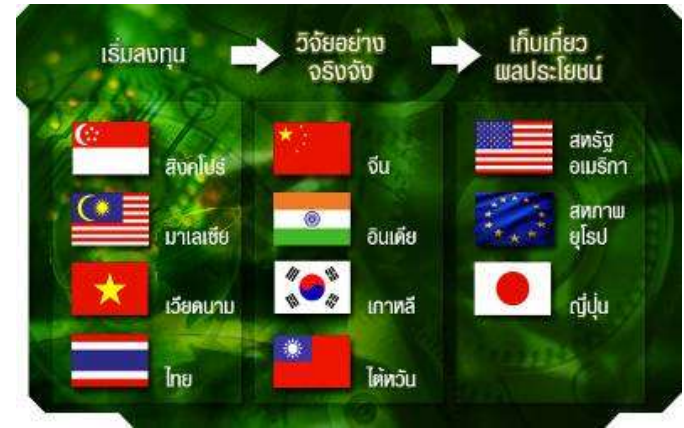 เริ่มลงทุน
วิจัยอย่าง
จริงจัง
เก็บเกี่ยว
ผลประโยชน์
สิงคโปร์
มาเลเซีย
เวียดนาม
ไทย
จีน
อินเดีย
เกาหลี
ไต้หวัน
สหรัฐ
อเมริกา
สหภาพ
ยุโรป
ญี่ปุ่น